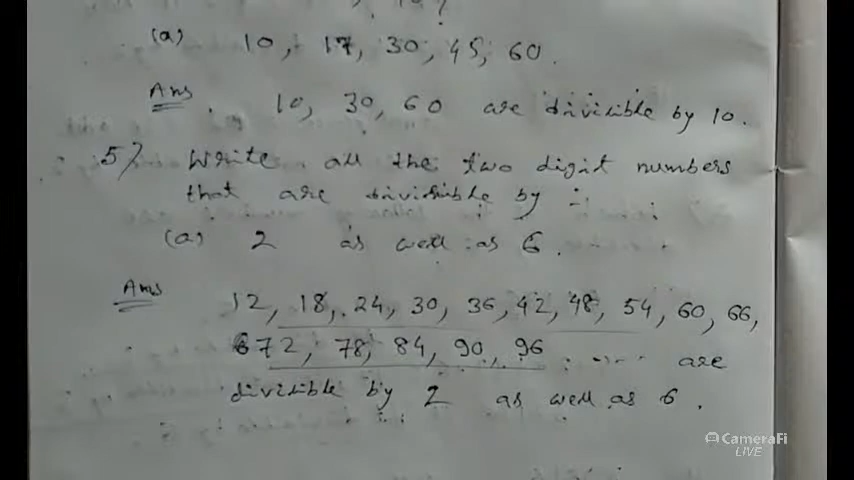 (a) 10, 17, 30, 45, 60.
Ans. 10, 30, 60 are divisible by 10.
5) Write all the two digit numbers
that are divisible by :-
(a) 2 as well as 6.
Ans 12, 18, 24, 30, 36, 42, 48, 54, 60, 66,
72, 78, 84, 90, 96 .... are
divisible by 2 as well as 6.
CameraFi
LIVE